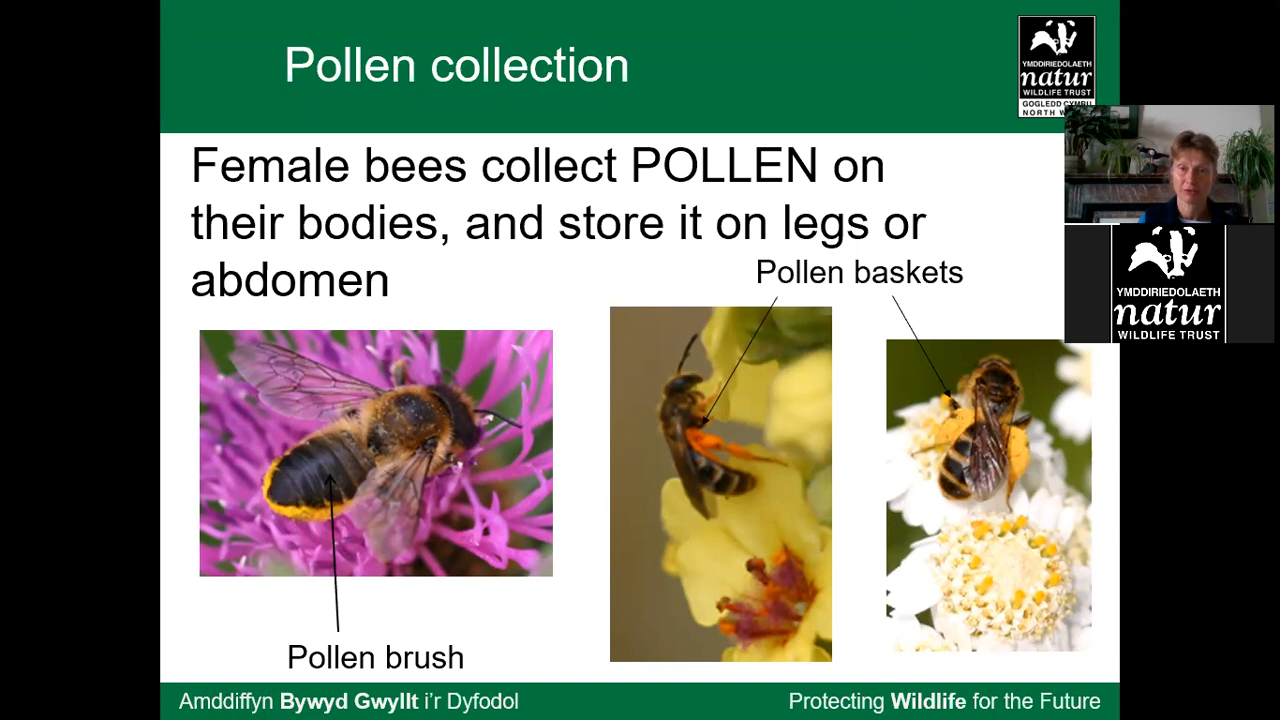 Pollen collection
YMDDIRIEDOLAETH
natur
WILDLIFE TRUST
GOGLEDD CYMRU
NORTH W
Female bees collect POLLEN on
their bodies, and store it on legs or
abdomen
Pollen baskets
YMDDIRIEDOLAETH
natur
WILDLIFE TRUST
Pollen brush
Amddiffyn Bywyd Gwyllt i'r Dyfodol
Protecting Wildlife for the Future